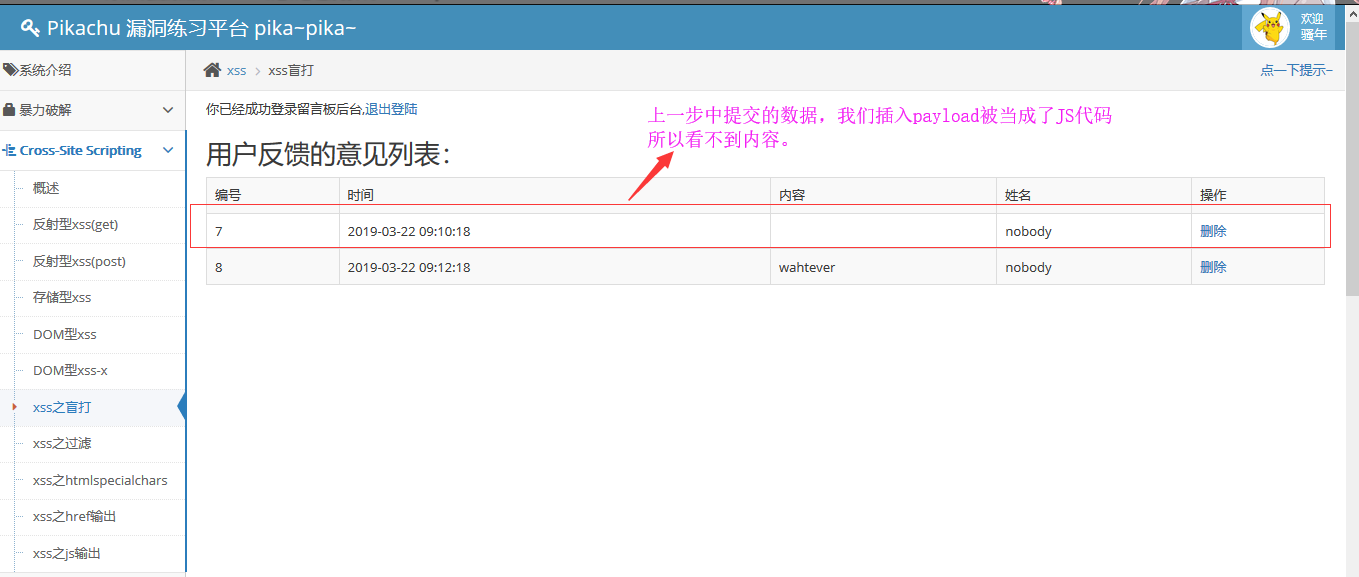 Pikachu 漏洞练习平台 pika~pika~
欢迎
骚年
系统介绍
xss > xss盲打
点一下提示~
暴力破解
你已经成功登录留言板后台,退出登陆
上一步中提交的数据，我们插入payload被当成了JS代码
所以看不到内容。
Cross-Site Scripting
用户反馈的意见列表：
概述
反射型xss(get)
反射型xss(post)
存储型xss
DOM型xss
DOM型xss-x
xss之盲打
xss之过滤
xss之htmlspecialchars
xss之href输出
xss之js输出
编号 时间 内容 姓名 操作
7 2019-03-22 09:10:18 nobody 删除
8 2019-03-22 09:12:18 wahtever nobody 删除